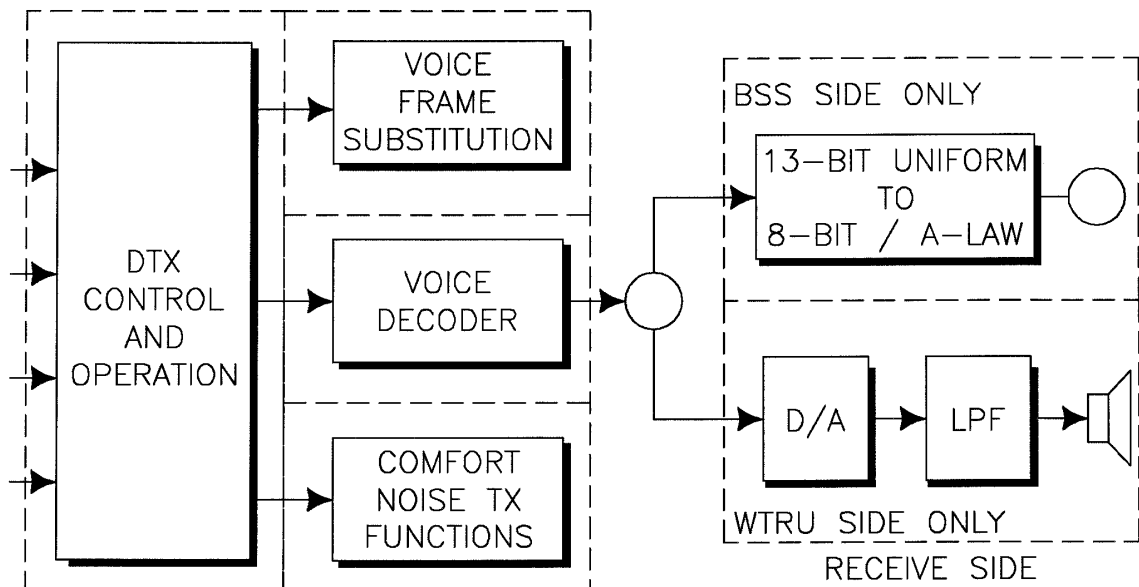 DTX
CONTROL
AND
OPERATION
VOICE
FRAME
SUBSTITUTION
VOICE
DECODER
COMFORT
NOISE TX
FUNCTIONS
BSS SIDE ONLY
13-BIT UNIFORM
TO
8-BIT / A-LAW
D/A
LPF
WTRU SIDE ONLY
RECEIVE SIDE